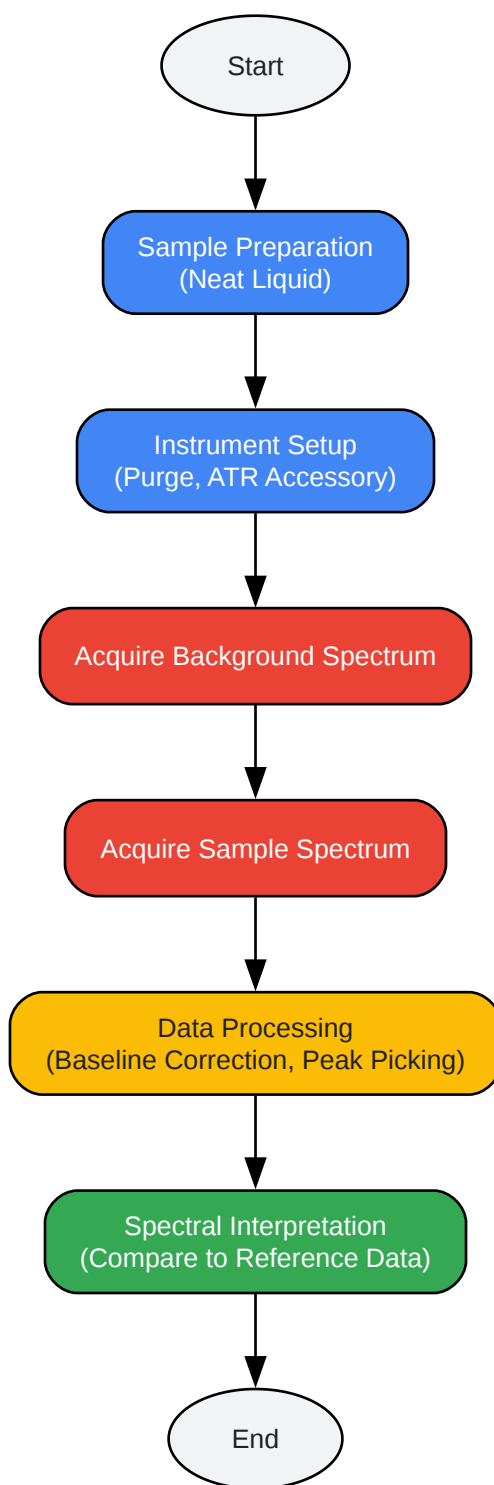 Start
Sample Preparation
(Neat Liquid)
Instrument Setup
(Purge, ATR Accessory)
Acquire Background Spectrum
Acquire Sample Spectrum
Data Processing
(Baseline Correction, Peak Picking)
Spectral Interpretation
(Compare to Reference Data)
End